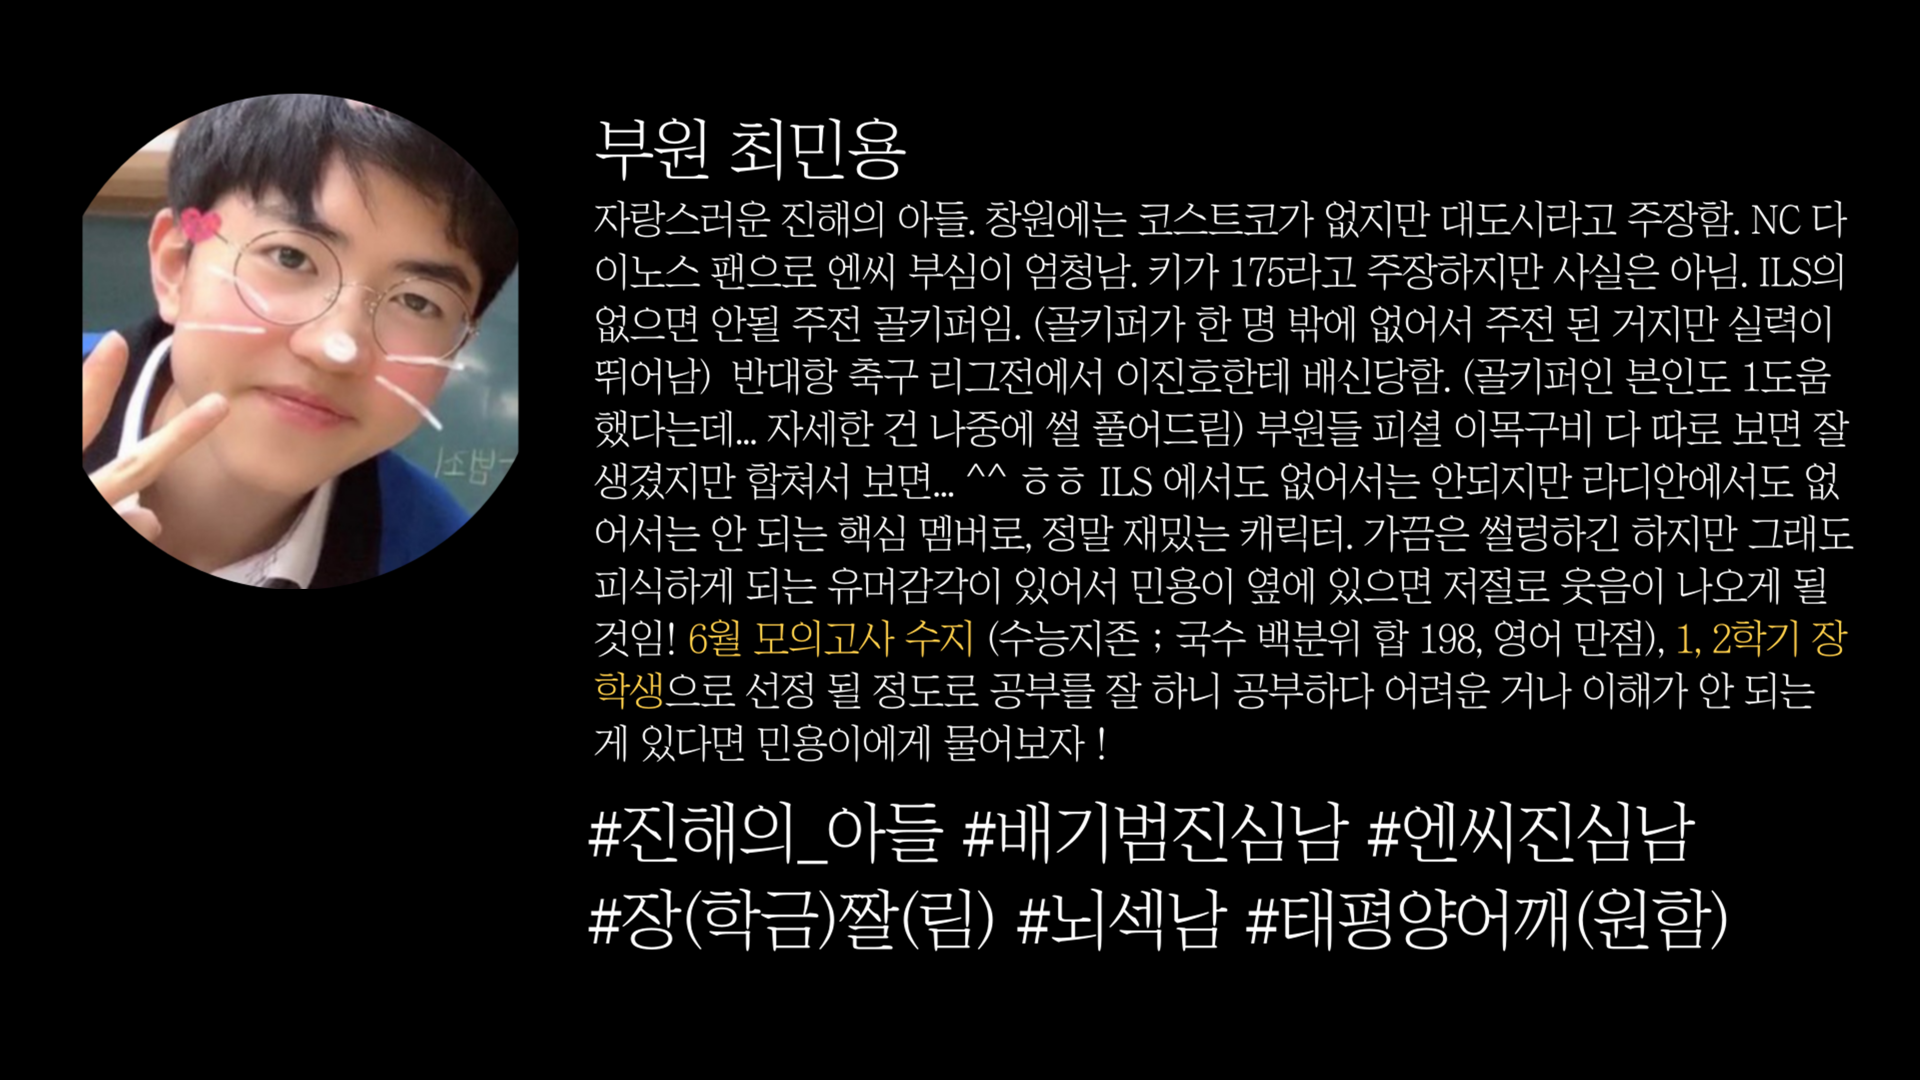 부원 최민용
자랑스러운 진해의 아들. 창원에는 코스트코가 없지만 대도시라고 주장함. NC 다
이노스 팬으로 엔씨 부심이 엄청남. 키가 175라고 주장하지만 사실은 아님. ILS의
없으면 안될 주전 골키퍼임. (골키퍼가 한 명 밖에 없어서 주전 된 거지만 실력이
뛰어남) 반대항 축구 리그전에서 이진호한테 배신당함. (골키퍼인 본인도 1도움
했다는데... 자세한 건 나중에 썰 풀어드림) 부원들 피셜 이목구비 다 따로 보면 잘
생겼지만 합쳐서 보면... ^^ ㅎㅎ ILS 에서도 없어서는 안되지만 라디안에서도 없
어서는 안 되는 핵심 멤버로, 정말 재밌는 캐릭터. 가끔은 썰렁하긴 하지만 그래도
피식하게 되는 유머감각이 있어서 민용이 옆에 있으면 저절로 웃음이 나오게 될
것임! 6월 모의고사 수지 (수능지존 ; 국수 백분위 합 198, 영어 만점), 1, 2학기 장
학생으로 선정 될 정도로 공부를 잘 하니 공부하다 어려운 거나 이해가 안 되는
게 있다면 민용이에게 물어보자 !
#진해의_아들 #배기범진심남 #엔씨진심남
#장(학금)짤(림) #뇌섹남 #태평양어깨(원함)